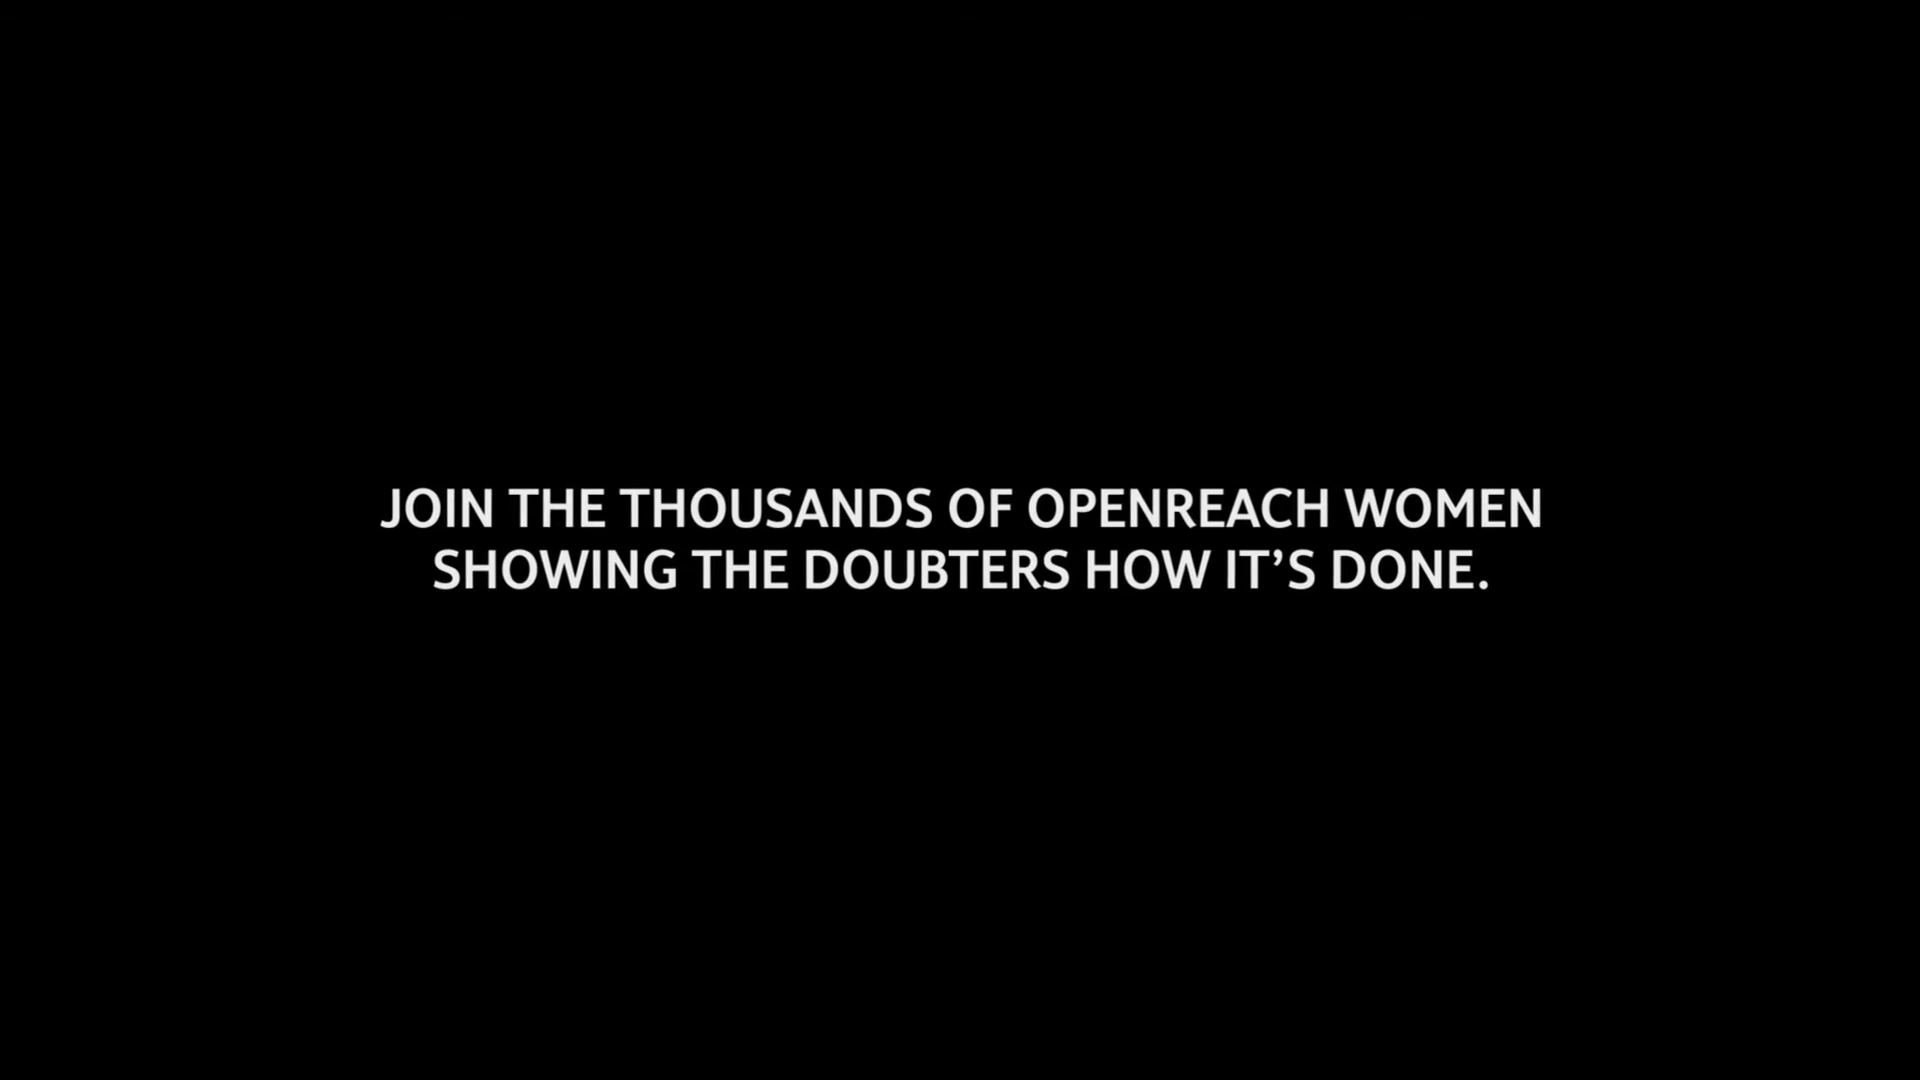 JOIN THE THOUSANDS OF OPENREACH WOMEN
SHOWING THE DOUBTERS HOW IT’S DONE.